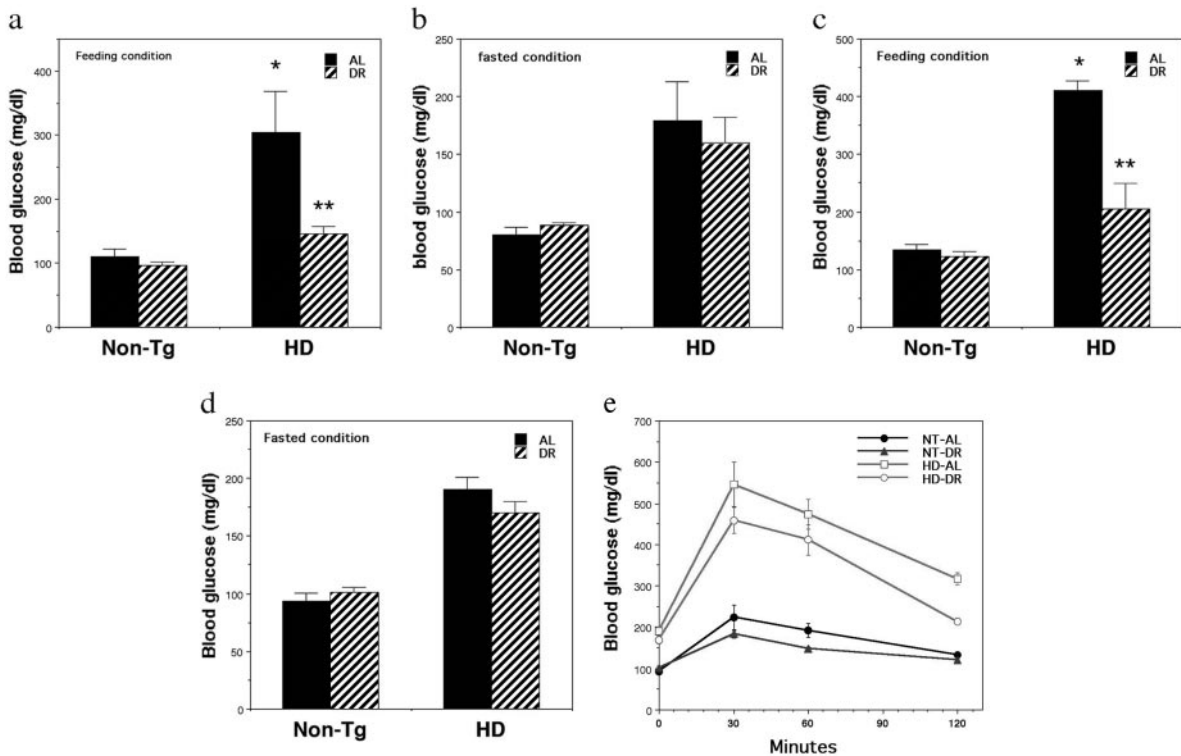 a
Feeding condition
AL
DR
*
**
Blood glucose (mg/dl)
400
300
200
100
0
Non-Tg
HD
b
fasted condition
AL
DR
blood glucose (mg/dl)
250
200
150
100
50
0
Non-Tg
HD
c
Feeding condition
AL
DR
*
**
Blood glucose (mg/dl)
500
400
300
200
100
0
Non-Tg
HD
d
Fasted condition
AL
DR
Blood glucose (mg/dl)
250
200
150
100
50
0
Non-Tg
HD
e
NT-AL
NT-DR
HD-AL
HD-DR
Blood glucose (mg/dl)
700
600
500
400
300
200
100
0
0 30 60 90 120
Minutes